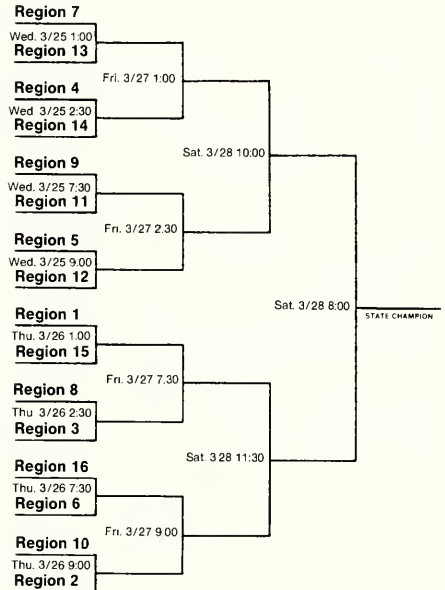 Region 7
Wed. 3/25 1:00
Region 13
Fri. 3/27 1:00
Region 4
Wed 3/25 2:30
Region 14
Sat. 3/28 10:00
Region 9
Wed. 3/25 7:30
Region 11
Fri. 3/27 2.30
Region 5
Wed. 3/25 9:00
Region 12
Sat. 3/28 8:00
STATE CHAMPION
Region 1
Thu. 3/26 1.00
Region 15
Fri. 3/27 7.30
Region 8
Thu 3/26 2:30
Region 3
Sat. 3 28 11:30
Region 16
Thu. 3/26 7:30
Region 6
Fri. 3/27 9:00
Region 10
Thu. 3/26 9:00
Region 2